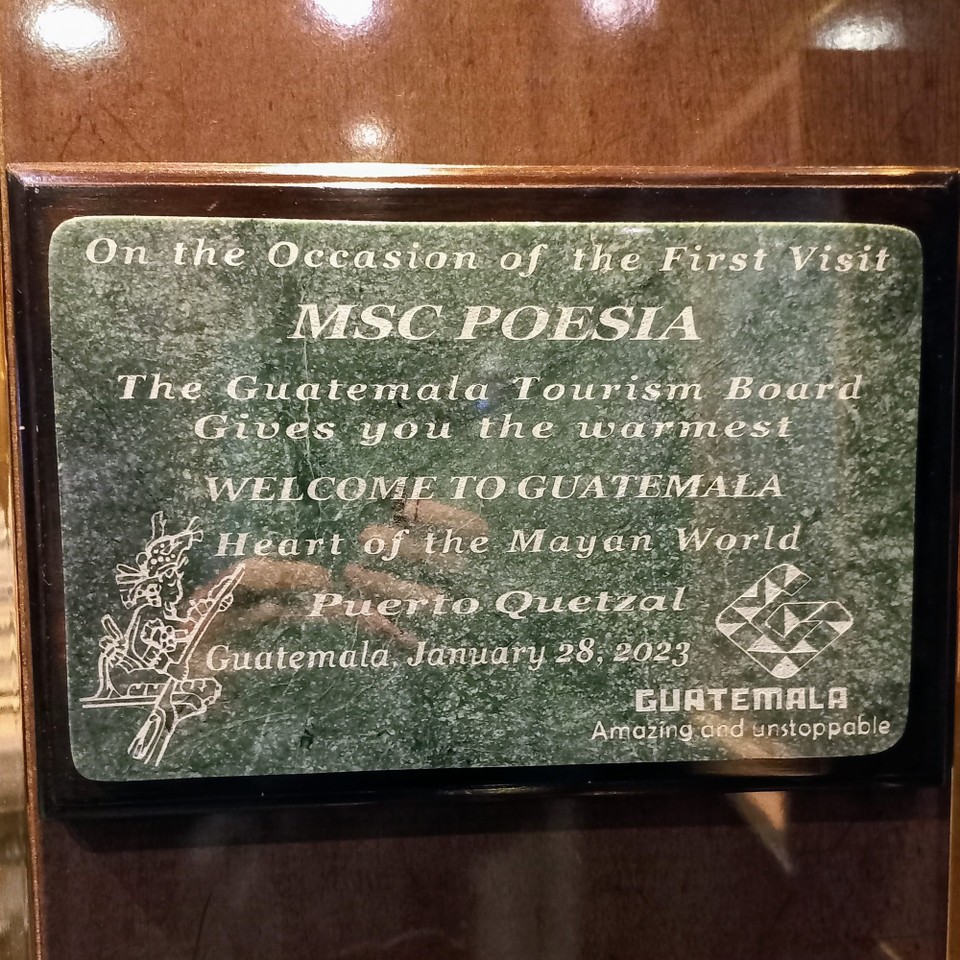 On the Occasion of the First Visit
MSC POESIA
The Guatemala Tourism Board
Gives you the warmest
WELCOME TO GUATEMALA
Heart of the Mayan World
Puerto Quetzal
Guatemala, January 28, 2023
GUATEMALA
Amazing and unstoppable